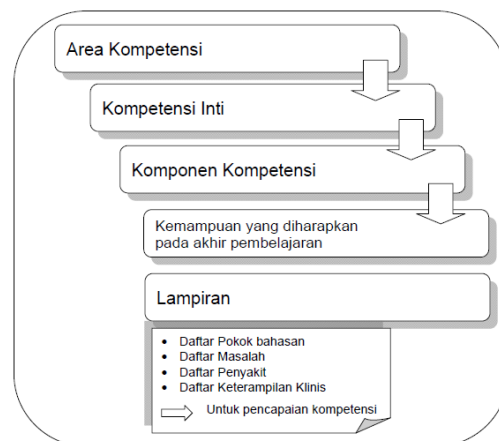 Area Kompetensi
Kompetensi Inti
Komponen Kompetensi
Kemampuan yang diharapkan
pada akhir pembelajaran
Lampiran
• Daftar Pokok bahasan
• Daftar Masalah
• Daftar Penyakit
• Daftar Keterampilan Klinis
Untuk pencapaian kompetensi